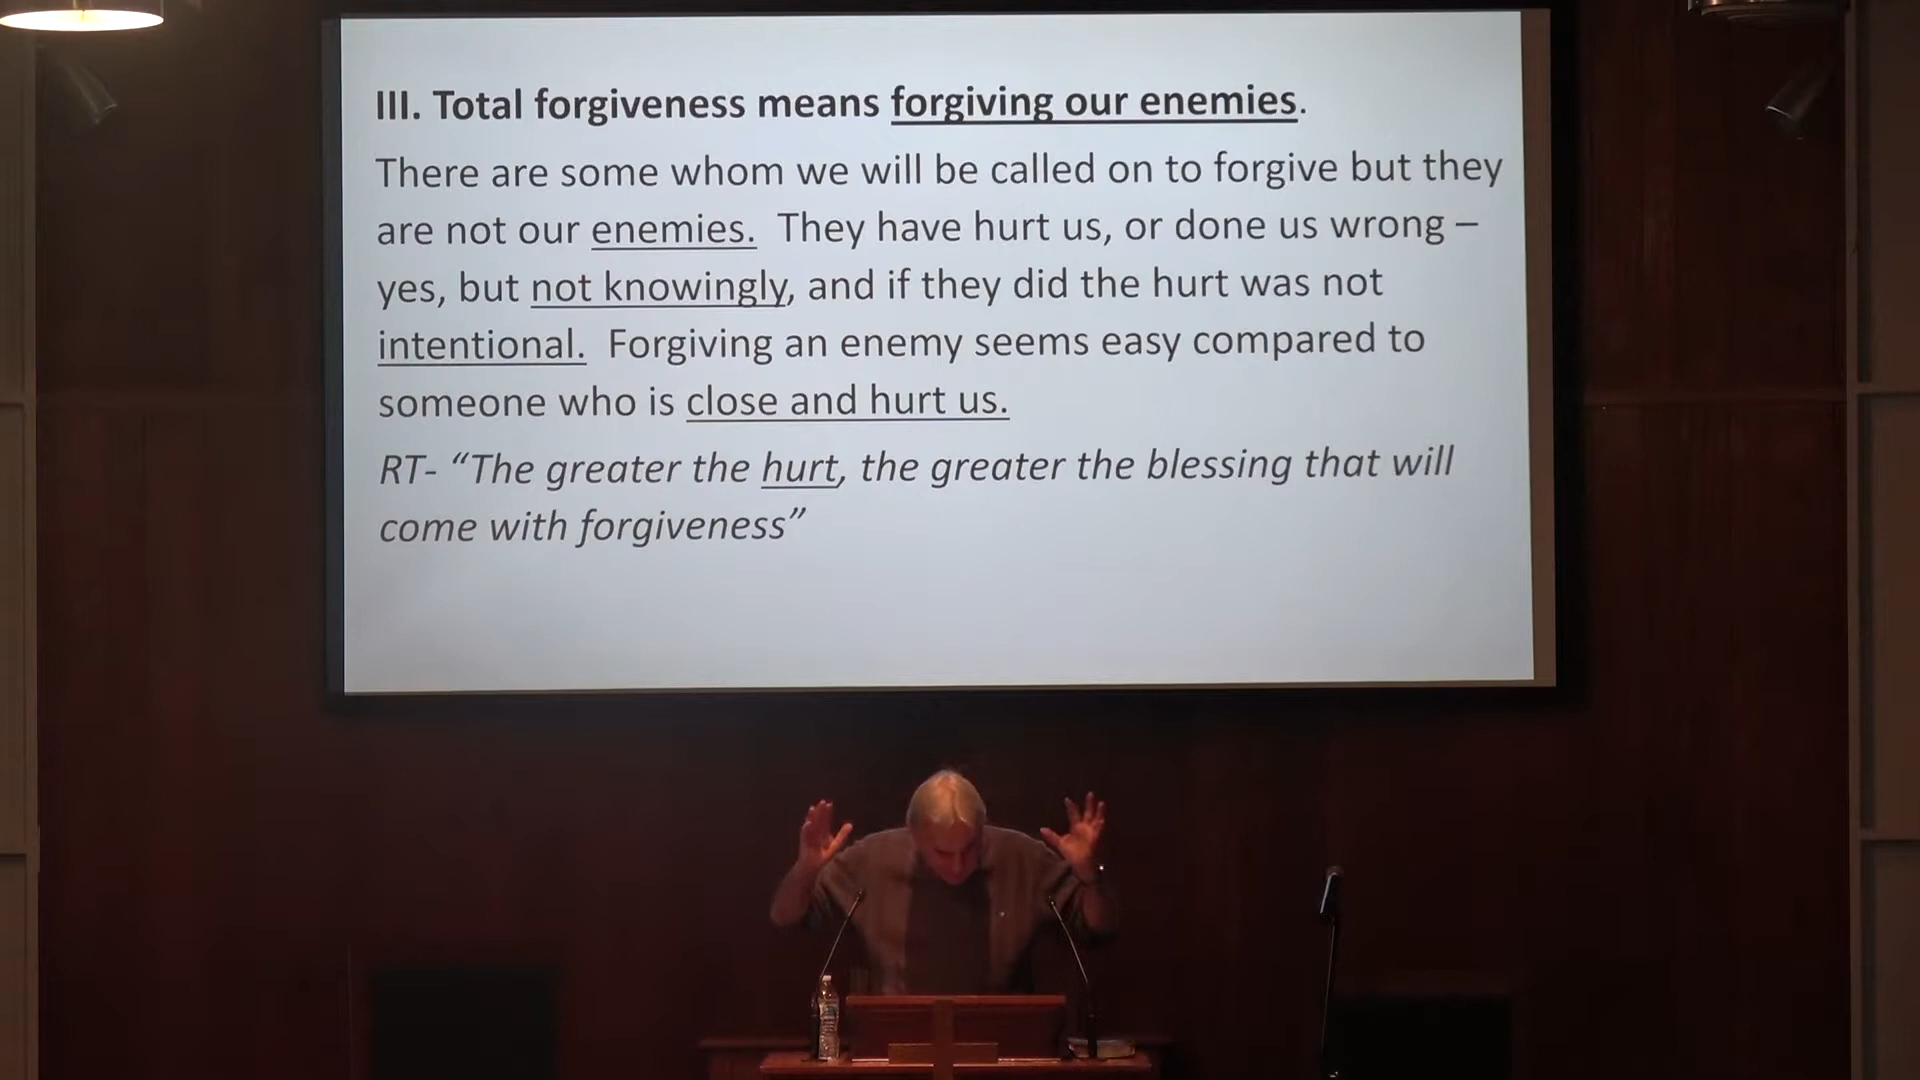 III. Total forgiveness means forgiving our enemies.
There are some whom we will be called on to forgive but they
are not our enemies. They have hurt us, or done us wrong –
yes, but not knowingly, and if they did the hurt was not
intentional. Forgiving an enemy seems easy compared to
someone who is close and hurt us.
RT- “The greater the hurt, the greater the blessing that will
come with forgiveness”